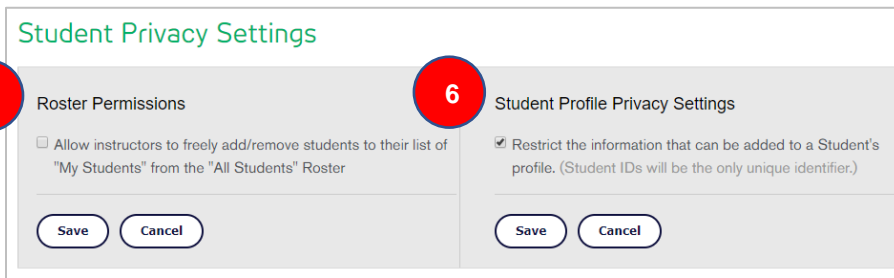 Student Privacy Settings
Roster Permissions
Allow instructors to freely add/remove students to their list of
"My Students" from the "All Students" Roster
Save Cancel
6
Student Profile Privacy Settings
Restrict the information that can be added to a Student's
profile. (Student IDs will be the only unique identifier.)
Save Cancel